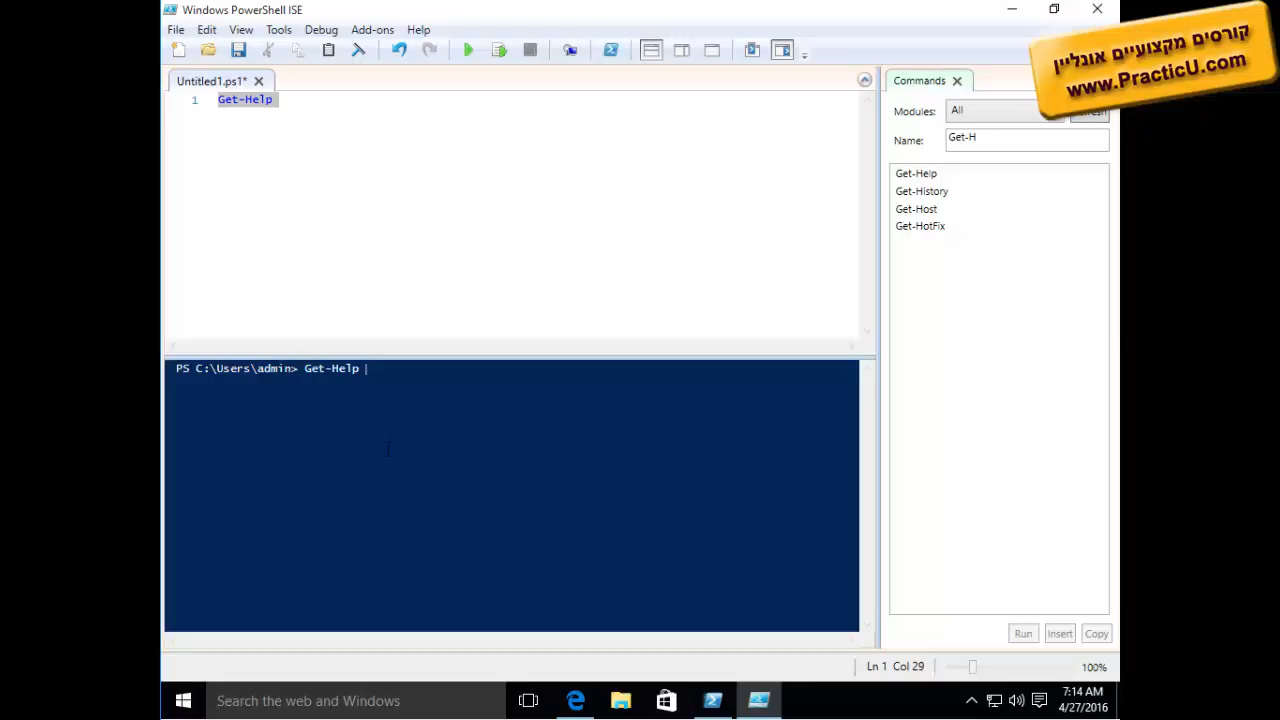 Windows PowerShell ISE
File Edit View Tools Debug Add-ons Help
קורסים מקצועיים אונליין
www.PracticU.com
Untitled1.ps1*
1 Get-Help
Commands
Modules: All
Name: Get-H
Get-Help
Get-History
Get-Host
Get-HotFix
PS C:\Users\admin> Get-Help
Run Insert Copy
Ln 1 Col 29 100%
Search the web and Windows
7:14 AM
4/27/2016